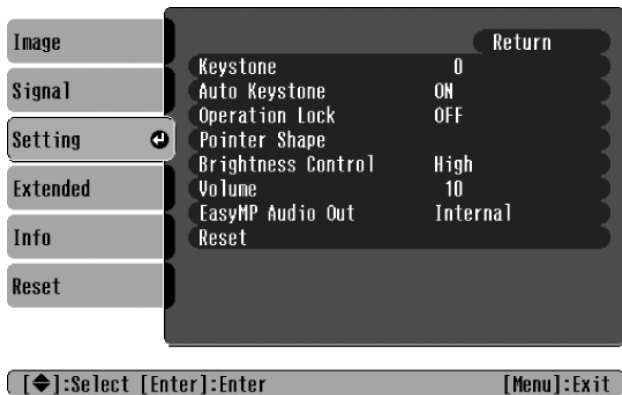 Image
Signal
Setting
Extended
Info
Reset
Return
Keystone 0
Auto Keystone ON
Operation Lock OFF
Pointer Shape
Brightness Control High
Volume 10
EasyMP Audio Out Internal
Reset
[◆]:Select [Enter]:Enter [Menu]:Exit